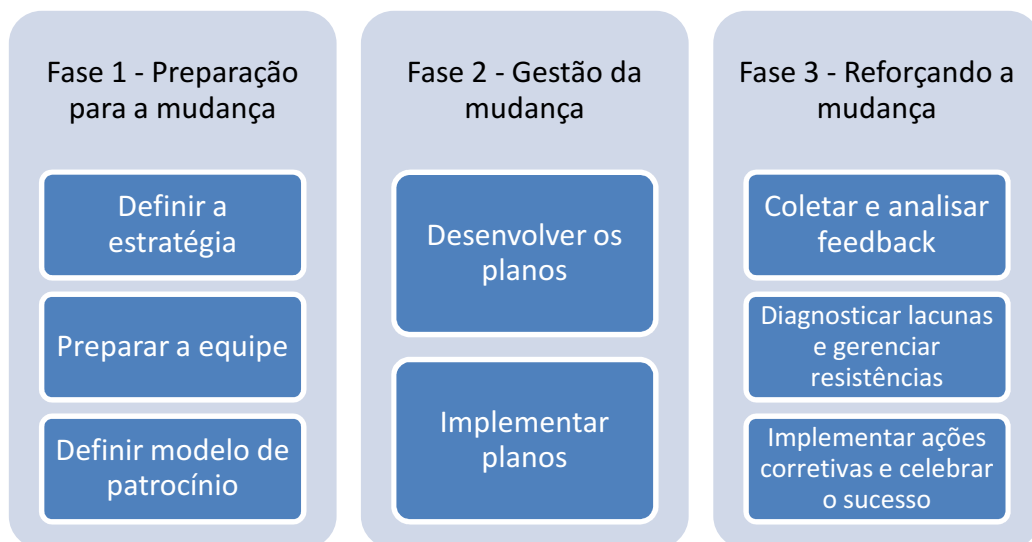 Fase 1 - Preparação
para a mudança
Definir a
estratégia
Preparar a equipe
Definir modelo de
patrocínio
Fase 2 - Gestão da
mudança
Desenvolver os
planos
Implementar
planos
Fase 3 - Reforçando a
mudança
Coletar e analisar
feedback
Diagnosticar lacunas
e gerenciar
resistências
Implementar ações
corretivas e celebrar
o sucesso